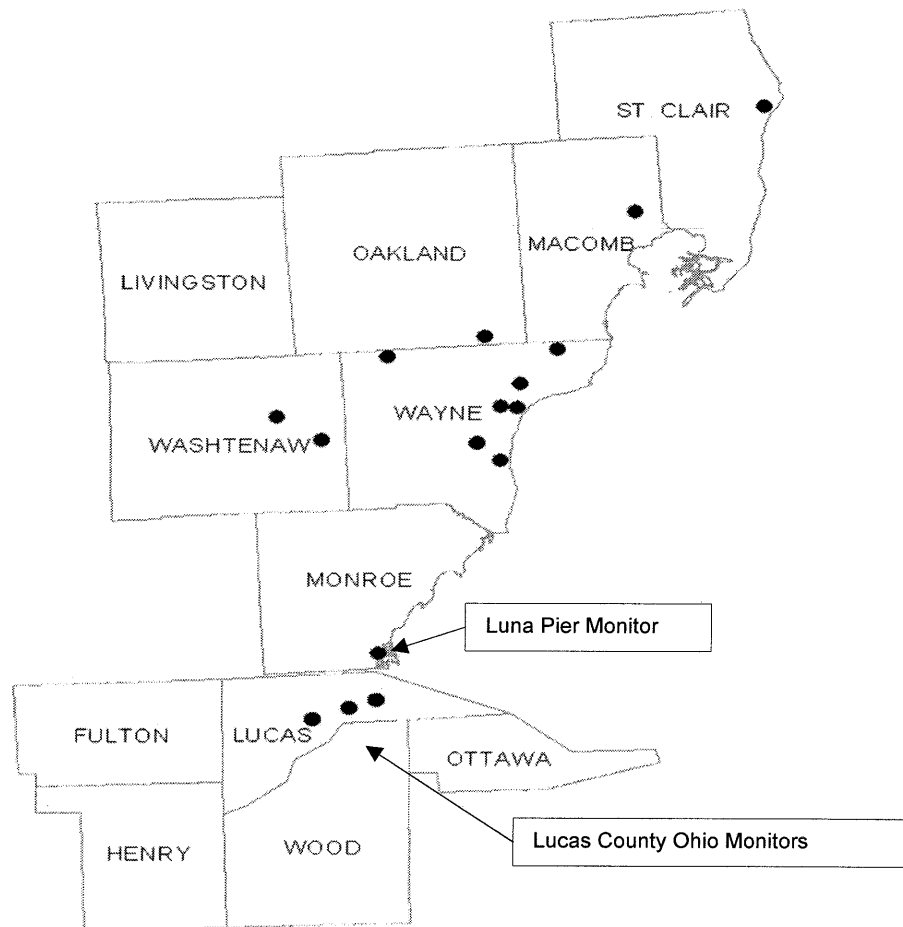 ST. CLAIR
MACOMB
OAKLAND
LIVINGSTON
WAYNE
WASHTENAW
MONROE
Luna Pier Monitor
FULTON
LUCAS
OTTAWA
Lucas County Ohio Monitors
HENRY
WOOD